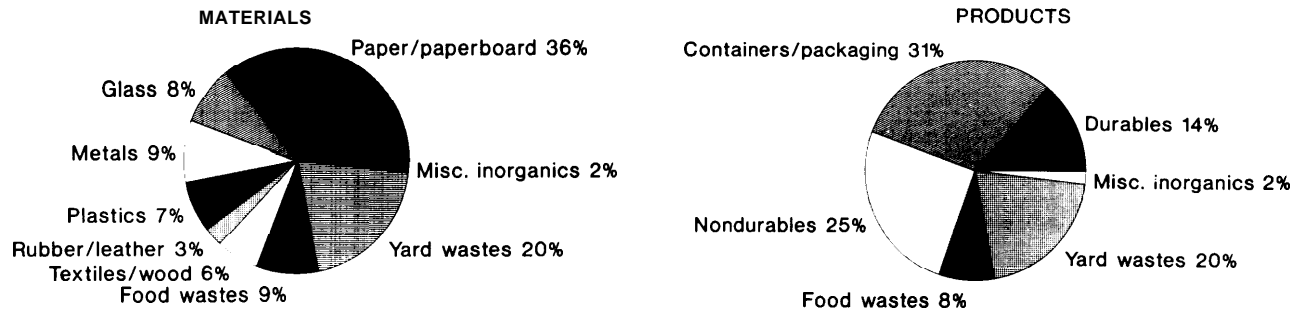 MATERIALS
Paper/paperboard 36%
Glass 8%
Metals 9%
Misc. inorganics 2%
Plastics 7%
Rubber/leather 3%
Yard wastes 20%
Textiles/wood 6%
Food wastes 9%
PRODUCTS
Containers/packaging 31%
Durables 14%
Misc. inorganics 2%
Nondurables 25%
Yard wastes 20%
Food wastes 8%